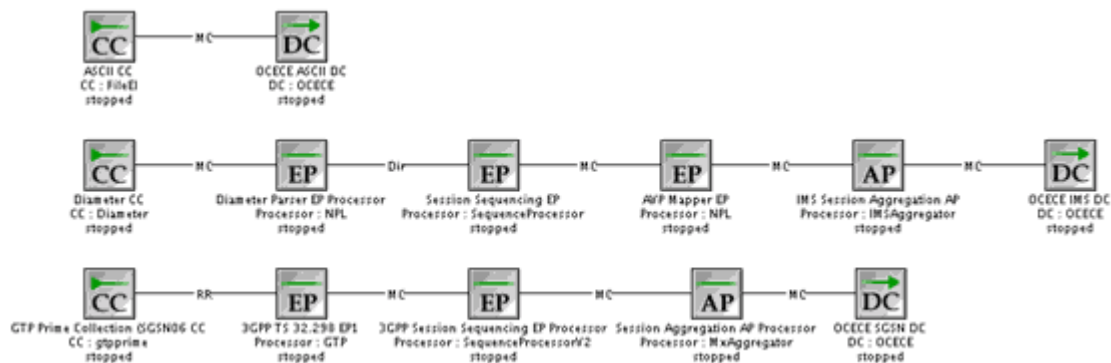 CC MC DC
ASCII CC OCECE ASCII DC
CC : FileEI DC : OCECE
stopped stopped
CC MC EP Dir EP MC EP MC AP MC DC
Diameter CC Diameter Parser EP Processor Session Sequencing EP AVP Mapper EP IMS Session Aggregation AP OCECE IMS DC
CC : Diameter Processor : NPL Processor : SequenceProcessor Processor : NPL Processor : IMSAggregator DC : OCECE
stopped stopped stopped stopped stopped stopped
CC RR EP MC EP MC AP MC DC
GTP Prime Collection (SGSN06 CC 3GPP TS 32.298 EP1 3GPP Session Sequencing EP Processor Session Aggregation AP Processor OCECE SGSN DC
CC : gtpprime Processor : GTP Processor : SequenceProcessorV2 Processor : MxAggregator DC : OCECE
stopped stopped stopped stopped stopped